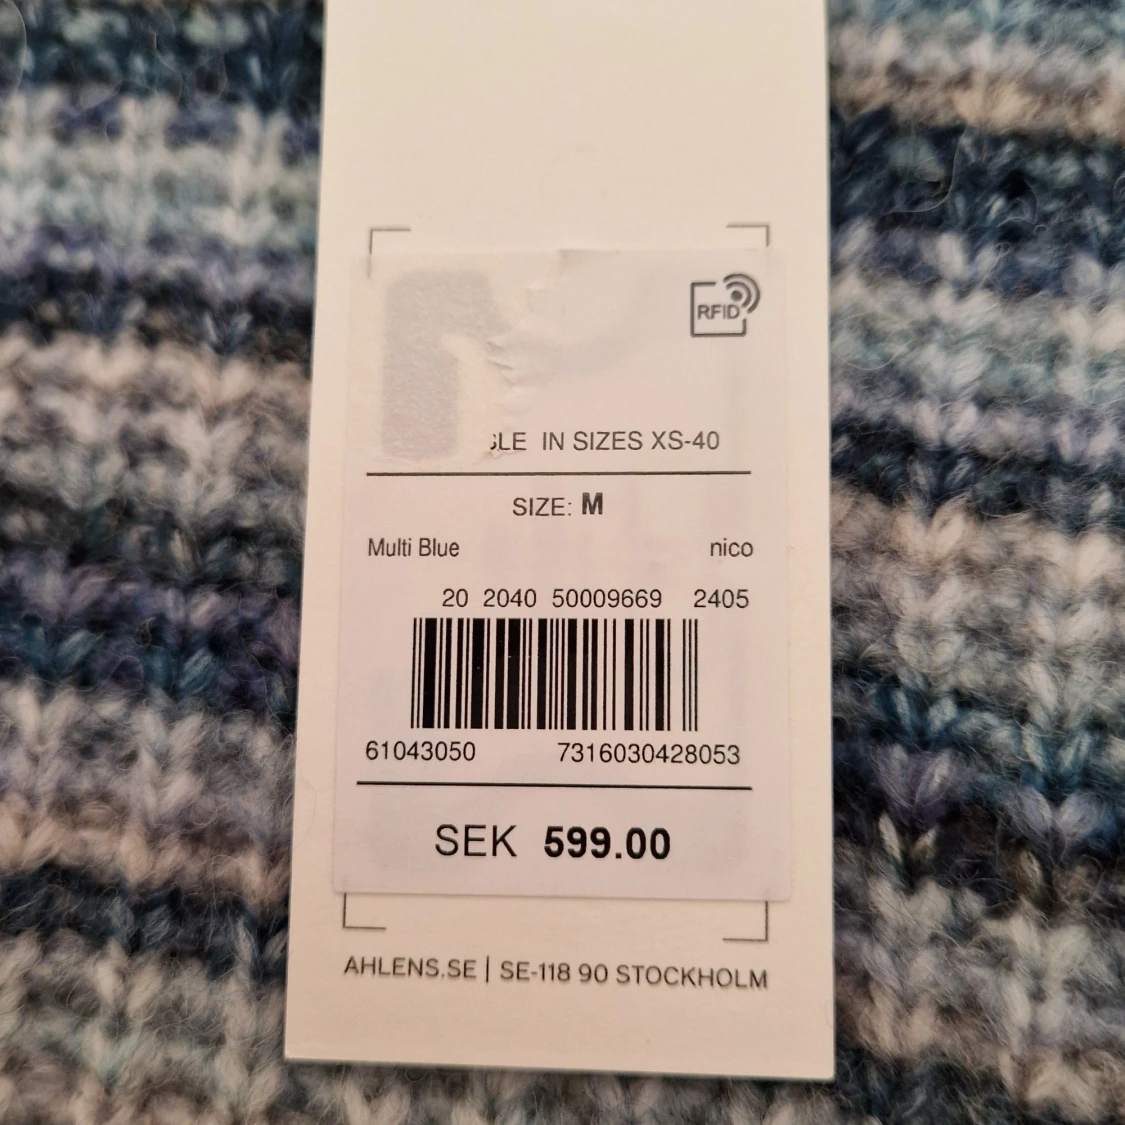 RFID
IN SIZES XS-40
SIZE: M
Multi Blue nico
20 2040 50009669 2405
61043050 7316030428053
SEK 599.00
AHLENS.SE | SE-118 90 STOCKHOLM